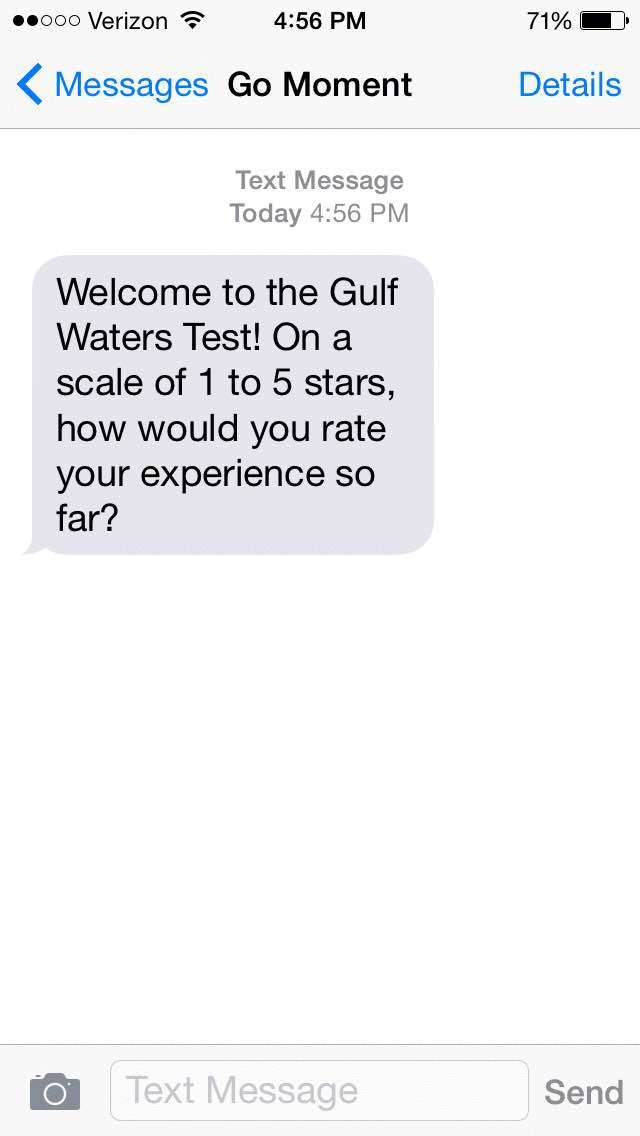 Verizon 4:56 PM 71%
Messages Go Moment Details
Text Message
Today 4:56 PM
Welcome to the Gulf
Waters Test! On a
scale of 1 to 5 stars,
how would you rate
your experience so
far?
Text Message Send